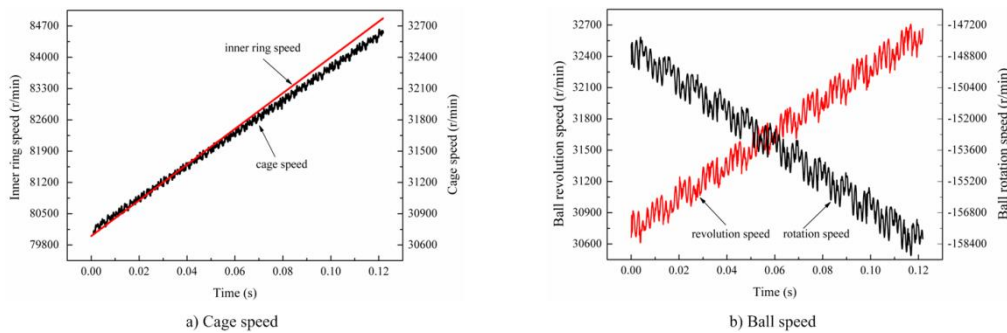 84700
84000
83300
82600
81900
81200
80500
79800
Inner ring speed (r/min)
inner ring speed
cage speed
32700
32400
32100
31800
31500
31200
30900
30600
Cage speed (r/min)
0.00 0.02 0.04 0.06 0.08 0.10 0.12
Time (s)
a) Cage speed
32700
32400
32100
31800
31500
31200
30900
30600
Ball revolution speed (r/min)
revolution speed
rotation speed
-147200
-148800
-150400
-152000
-153600
-155200
-156800
-158400
Ball rotation speed (r/min)
0.00 0.02 0.04 0.06 0.08 0.10 0.12
Time (s)
b) Ball speed